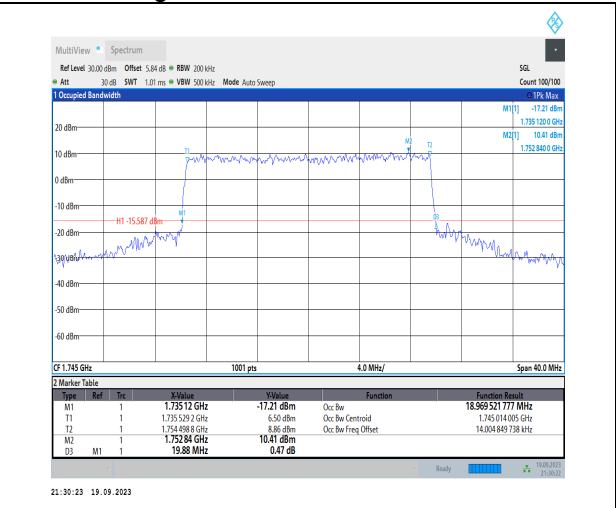 MultiView * Spectrum
Ref Level 30.00 dBm Offset 5.84 dB RBW 200 kHz SGL
Att 30 dB SWT 1.01 ms VBW 500 kHz Mode Auto Sweep Count 100/100
1 Occupied Bandwidth 1Pk Max
M1[1] -17.21 dBm
1.735 120 0 GHz
M2[1] 10.41 dBm
1.752 840 0 GHz
20 dBm
M2
T1
T2
10 dBm
0 dBm
-10 dBm
M1
D3
H1 -15.587 dBm
-20 dBm
-30 dBm
-40 dBm
-50 dBm
-60 dBm
CF 1.745 GHz 1001 pts 4.0 MHz/ Span 40.0 MHz
2 Marker Table
Type Ref Trc X-Value Y-Value Function Function Result
M1 1 1.735 12 GHz -17.21 dBm Occ Bw 18.969 521 777 MHz
T1 1 1.735 529 2 GHz 6.50 dBm Occ Bw Centroid 1.745 014 005 GHz
T2 1 1.754 498 8 GHz 8.86 dBm Occ Bw Freq Offset 14.004 849 738 kHz
M2 1 1.752 84 GHz 10.41 dBm
D3 M1 1 19.88 MHz 0.47 dB
Ready 19.09.2023
21:30:22
21:30:23 19.09.2023